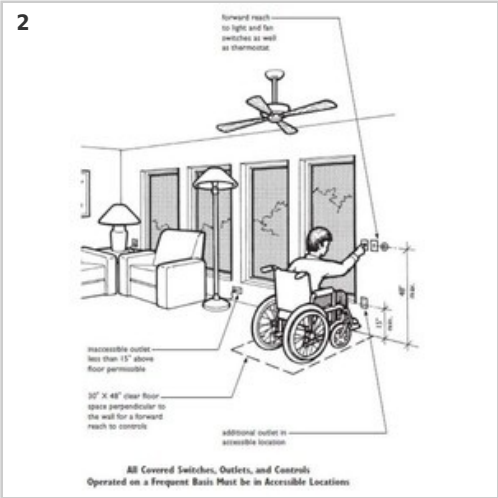 2
forward reach
to light and fan
switches as well
as thermostat
48"
max.
15"
min.
inaccessible outlet
less than 15" above
floor permissible
30" X 48" clear floor
space perpendicular to
the wall for a forward
reach to controls
additional outlet in
accessible location
All Covered Switches, Outlets, and Controls
Operated on a Frequent Basis Must be in Accessible Locations